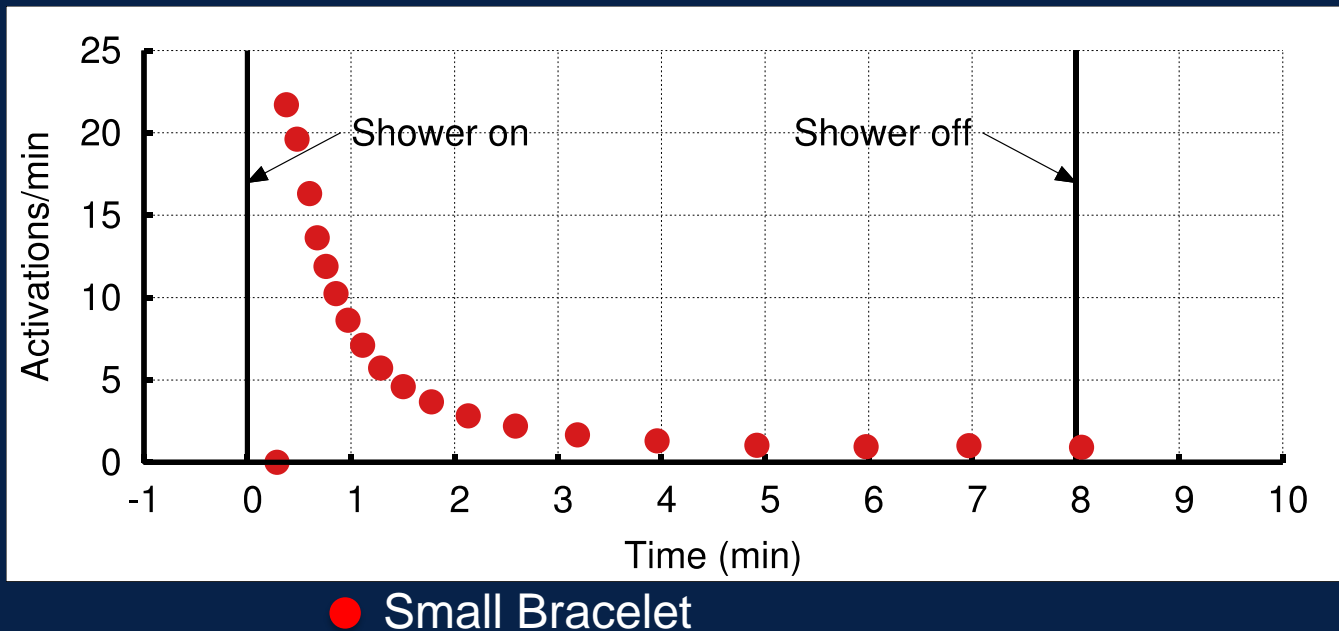 25
20
15
10
5
0
Activations/min
Shower on
Shower off
-1 0 1 2 3 4 5 6 7 8 9 10
Time (min)
Small Bracelet